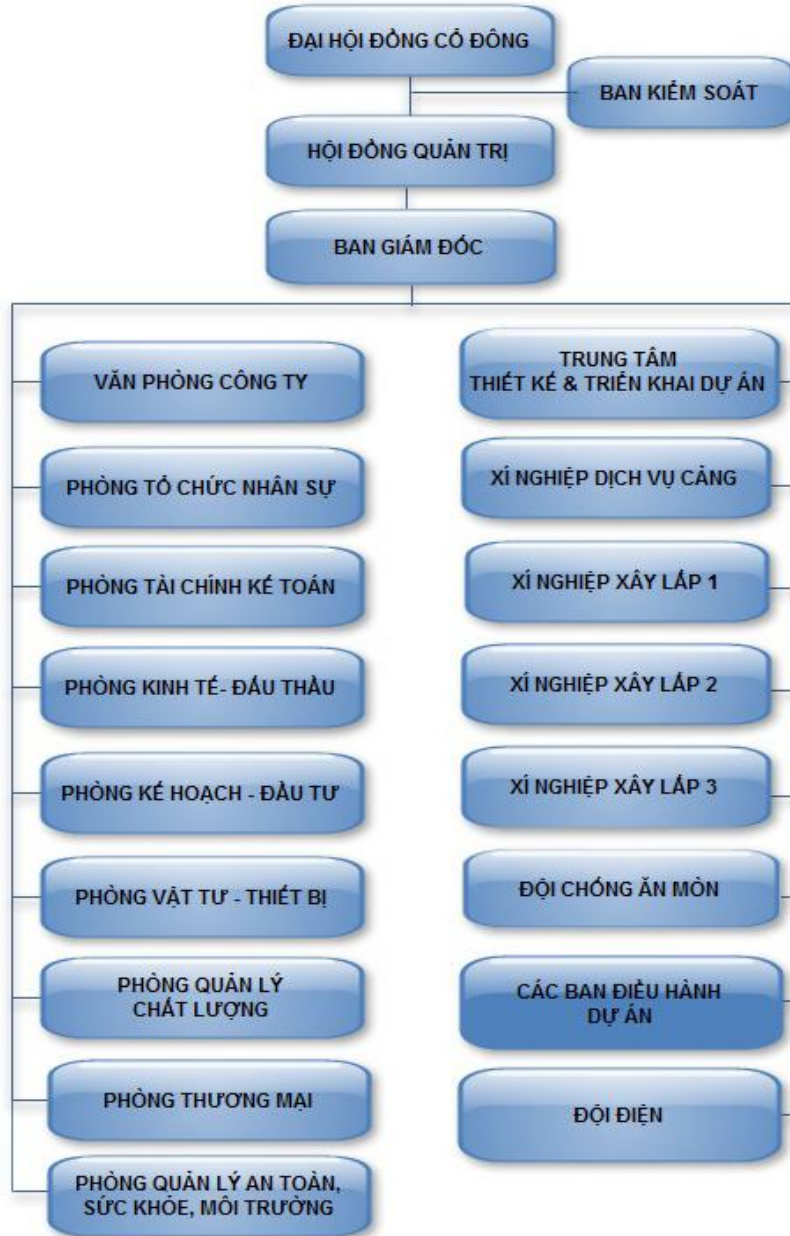 ĐẠI HỘI ĐỒNG CỔ ĐÔNG
BAN KIỂM SOÁT
HỘI ĐỒNG QUẢN TRỊ
BAN GIÁM ĐỐC
VĂN PHÒNG CÔNG TY
PHÒNG TỔ CHỨC NHÂN SỰ
PHÒNG TÀI CHÍNH KẾ TOÁN
PHÒNG KINH TẾ- ĐẤU THẦU
PHÒNG KẾ HOẠCH - ĐẦU TƯ
PHÒNG VẬT TƯ - THIẾT BỊ
PHÒNG QUẢN LÝ
CHẤT LƯỢNG
PHÒNG THƯƠNG MẠI
PHÒNG QUẢN LÝ AN TOÀN,
SỨC KHỎE, MÔI TRƯỜNG
TRUNG TÂM
THIẾT KẾ & TRIỂN KHAI DỰ ÁN
XÍ NGHIỆP DỊCH VỤ CẢNG
XÍ NGHIỆP XÂY LẮP 1
XÍ NGHIỆP XÂY LẮP 2
XÍ NGHIỆP XÂY LẮP 3
ĐỘI CHỐNG ĂN MÒN
CÁC BAN ĐIỀU HÀNH
DỰ ÁN
ĐỘI ĐIỆN